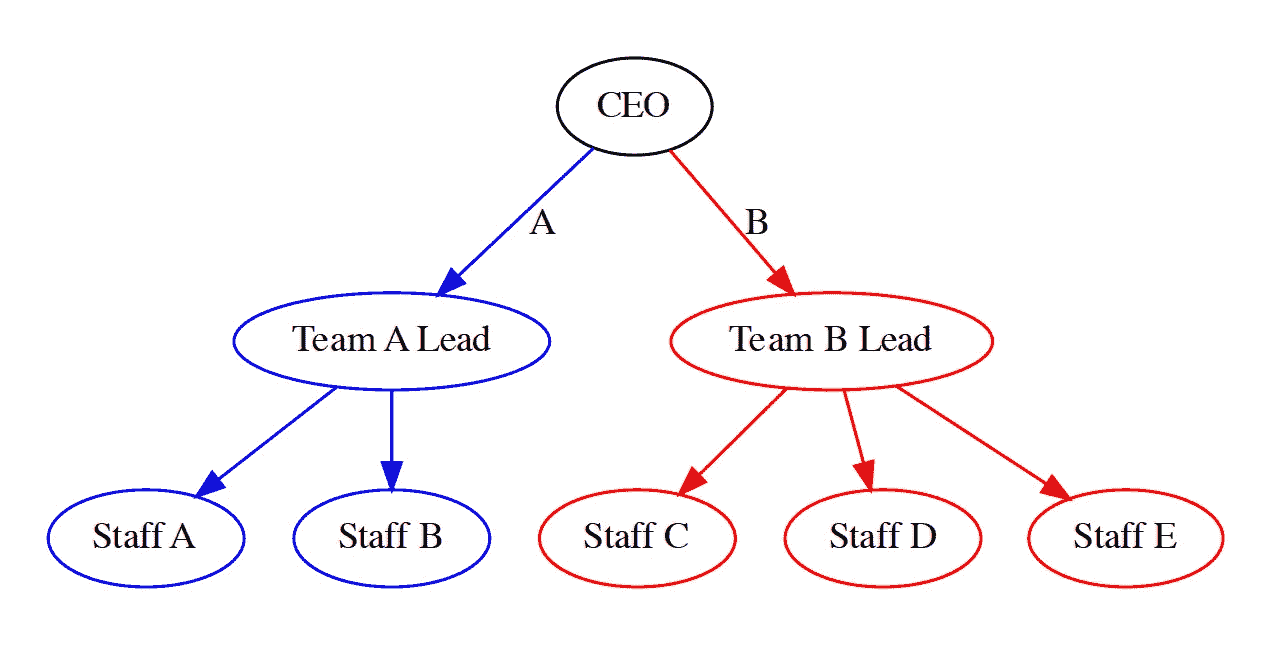 CEO
A
B
Team A Lead
Team B Lead
Staff A
Staff B
Staff C
Staff D
Staff E